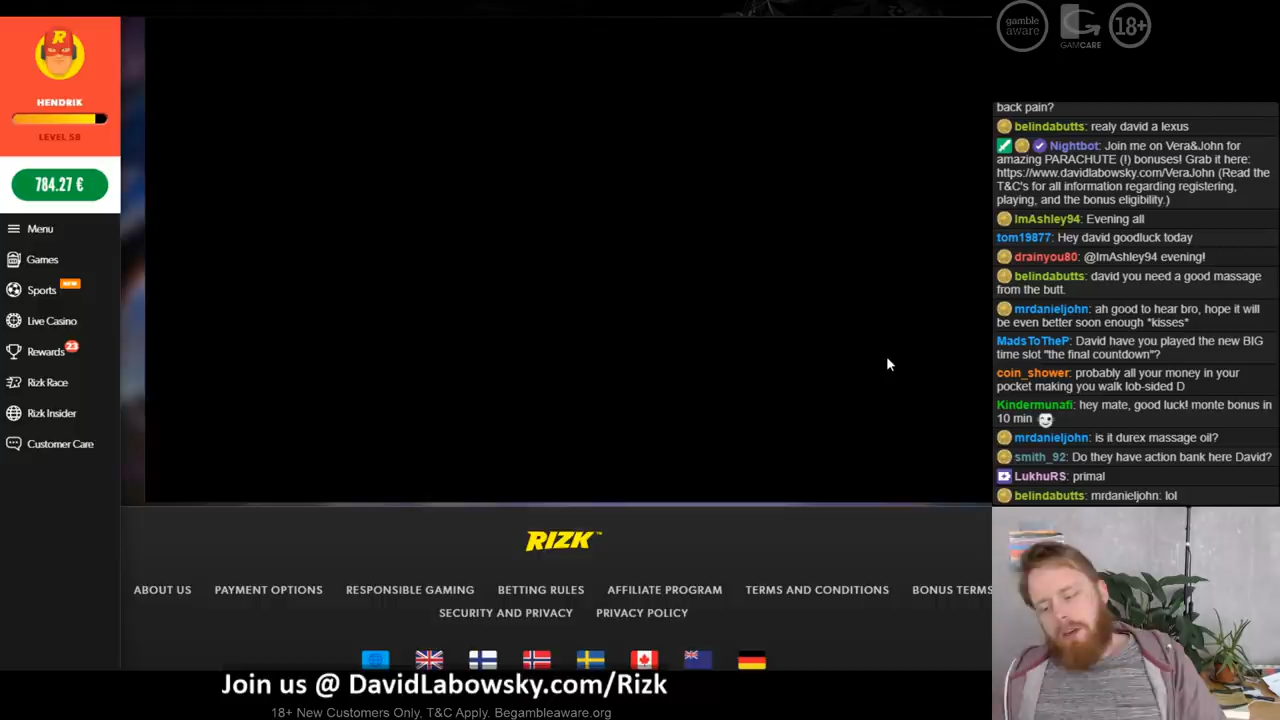 R
HENDRIK
LEVEL 58
784.27 €
Menu
Games
Sports
NEW
Live Casino
Rewards
23
Rizk Race
Rizk Insider
Customer Care
gamble
aware
GAMCARE
18+
back pain?
belindabutts: realy david a lexus
Nightbot: Join me on Vera&John for
amazing PARACHUTE (!) bonuses! Grab it here:
https://www.davidlabowsky.com/VeraJohn (Read the
T&C's for all information regarding registering,
playing, and the bonus eligibility.)
ImAshley94: Evening all
tom19877: Hey david goodluck today
drainyou80: @ImAshley94 evening!
belindabutts: david you need a good massage
from the butt.
mrdanieljohn: ah good to hear bro, hope it will
be even better soon enough *kisses*
MadsToTheP: David have you played the new BIG
time slot "the final countdown"?
coin_shower: probably all your money in your
pocket making you walk lob-sided D
Kindermunafi: hey mate, good luck! monte bonus in
10 min
mrdanieljohn: is it durex massage oil?
smith_92: Do they have action bank here David?
LukhuRS: primal
belindabutts: mrdanieljohn: lol
RIZK™
ABOUT US PAYMENT OPTIONS RESPONSIBLE GAMING BETTING RULES AFFILIATE PROGRAM TERMS AND CONDITIONS BONUS TERMS
SECURITY AND PRIVACY PRIVACY POLICY
Join us @ DavidLabowsky.com/Rizk
18+ New Customers Only. T&C Apply. Begambleaware.org